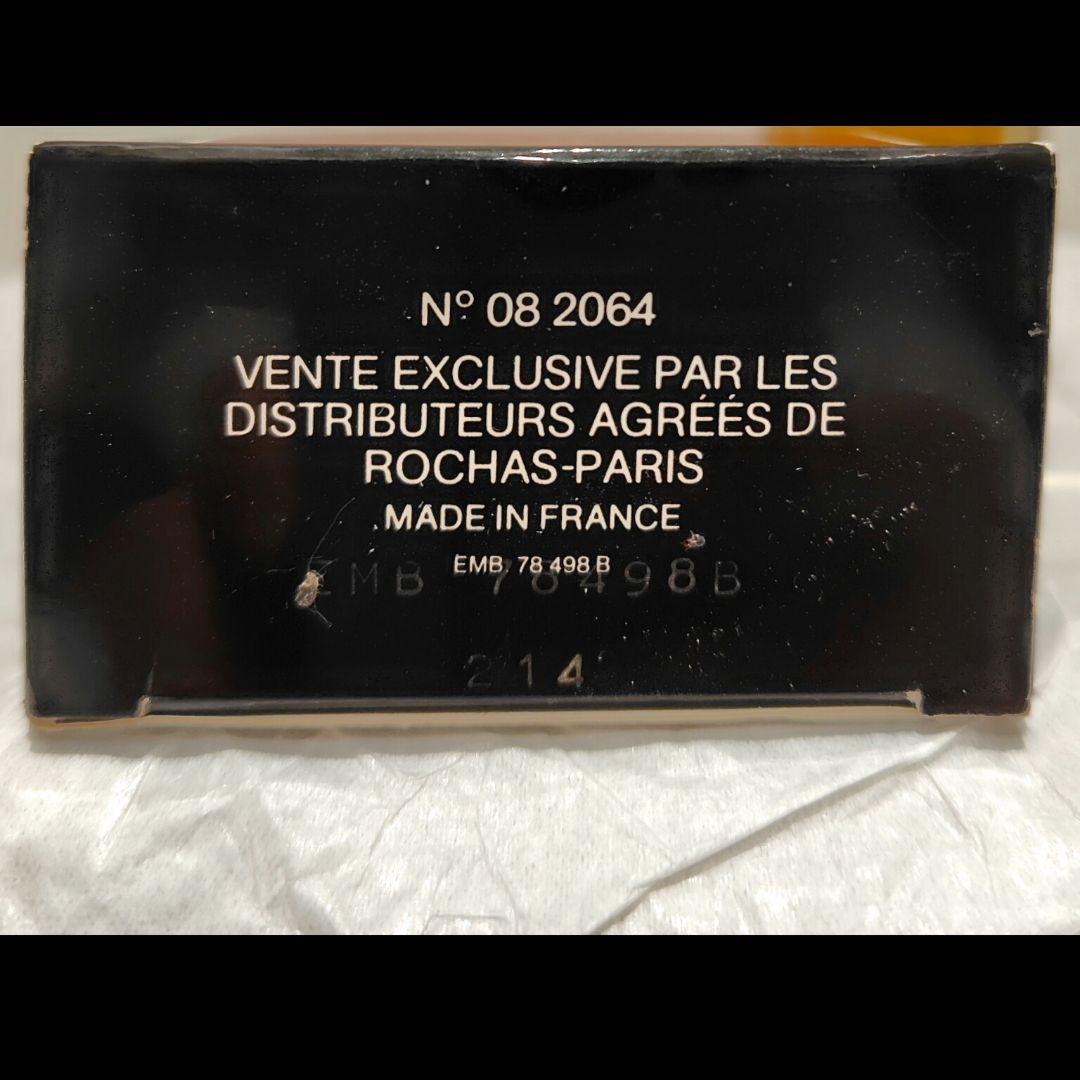 N° 08 2064
VENTE EXCLUSIVE PAR LES
DISTRIBUTEURS AGRÉÉS DE
ROCHAS-PARIS
MADE IN FRANCE
EMB. 78 498 B
EMB 78498B
214